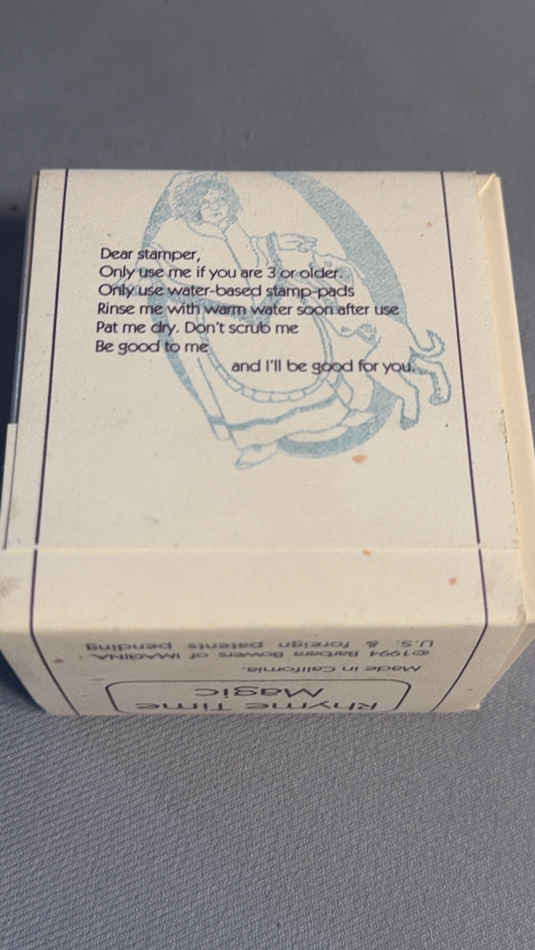 Dear stamper,
Only use me if you are 3 or older.
Only use water-based stamp-pads
Rinse me with warm water soon after use
Pat me dry. Don't scrub me
Be good to me
and I'll be good for you.
Rhyme Time
Magic
Made in California.
©1994 Barbara Bowers of IMAGINA
U.S. & foreign patents pending